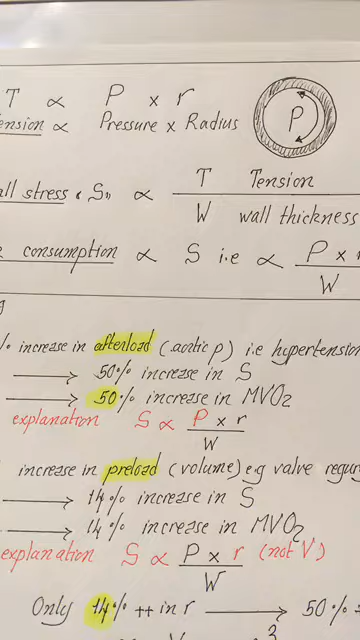 T ∝ P × r
ension ∝ Pressure × Radius
P
all stress "S" ∝ T Tension
W wall thickness
consumption ∝ S i.e ∝ P ×
W
% increase in afterload (aortic p) i.e hypertension
→ 50% increase in S
→ 50% increase in MVO2
explanation S ∝ P × r
W
increase in preload (volume) e.g valve regur
→ 14% increase in S
→ 14% increase in MVO2
explanation S ∝ P × r (not V)
W
Only 14% ++ in r → 50%
3